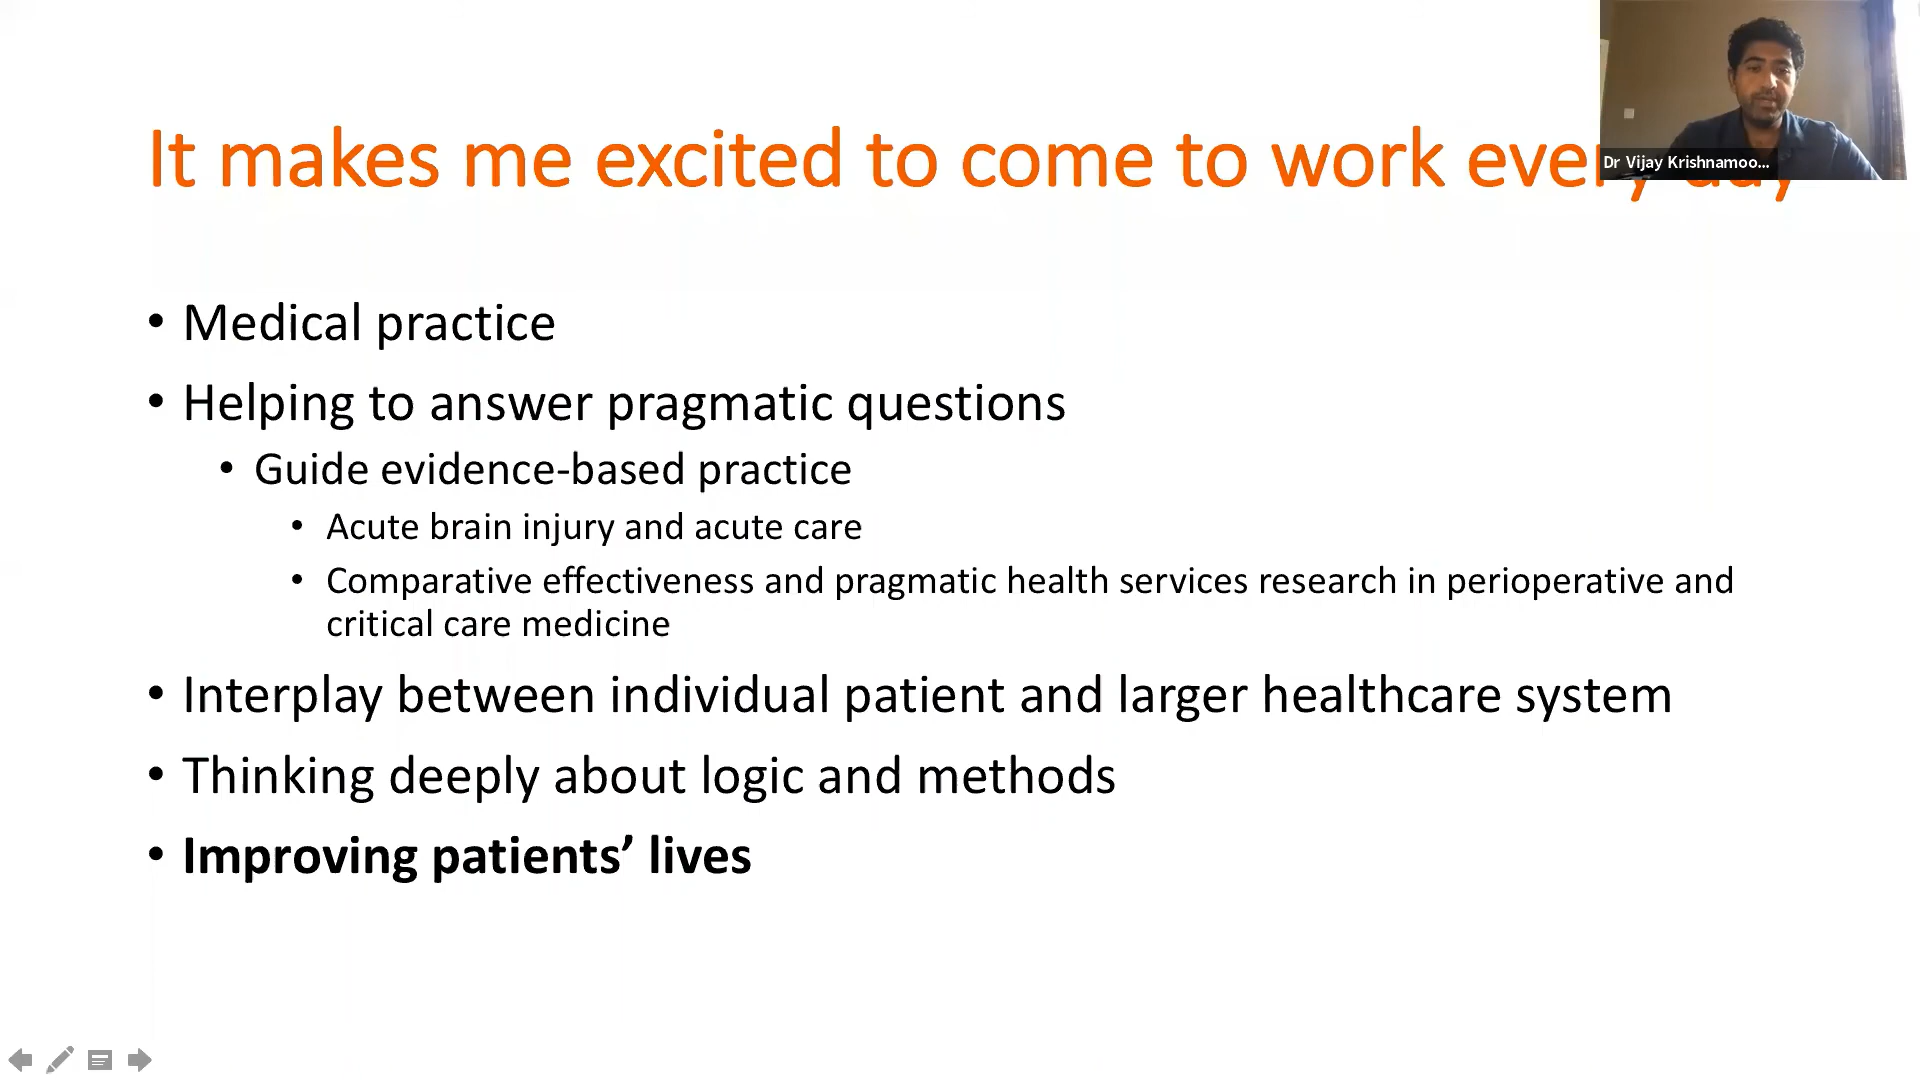 It makes me excited to come to work every day
Dr Vijay Krishnamoo...
• Medical practice
• Helping to answer pragmatic questions
• Guide evidence-based practice
• Acute brain injury and acute care
• Comparative effectiveness and pragmatic health services research in perioperative and
critical care medicine
• Interplay between individual patient and larger healthcare system
• Thinking deeply about logic and methods
• Improving patients’ lives